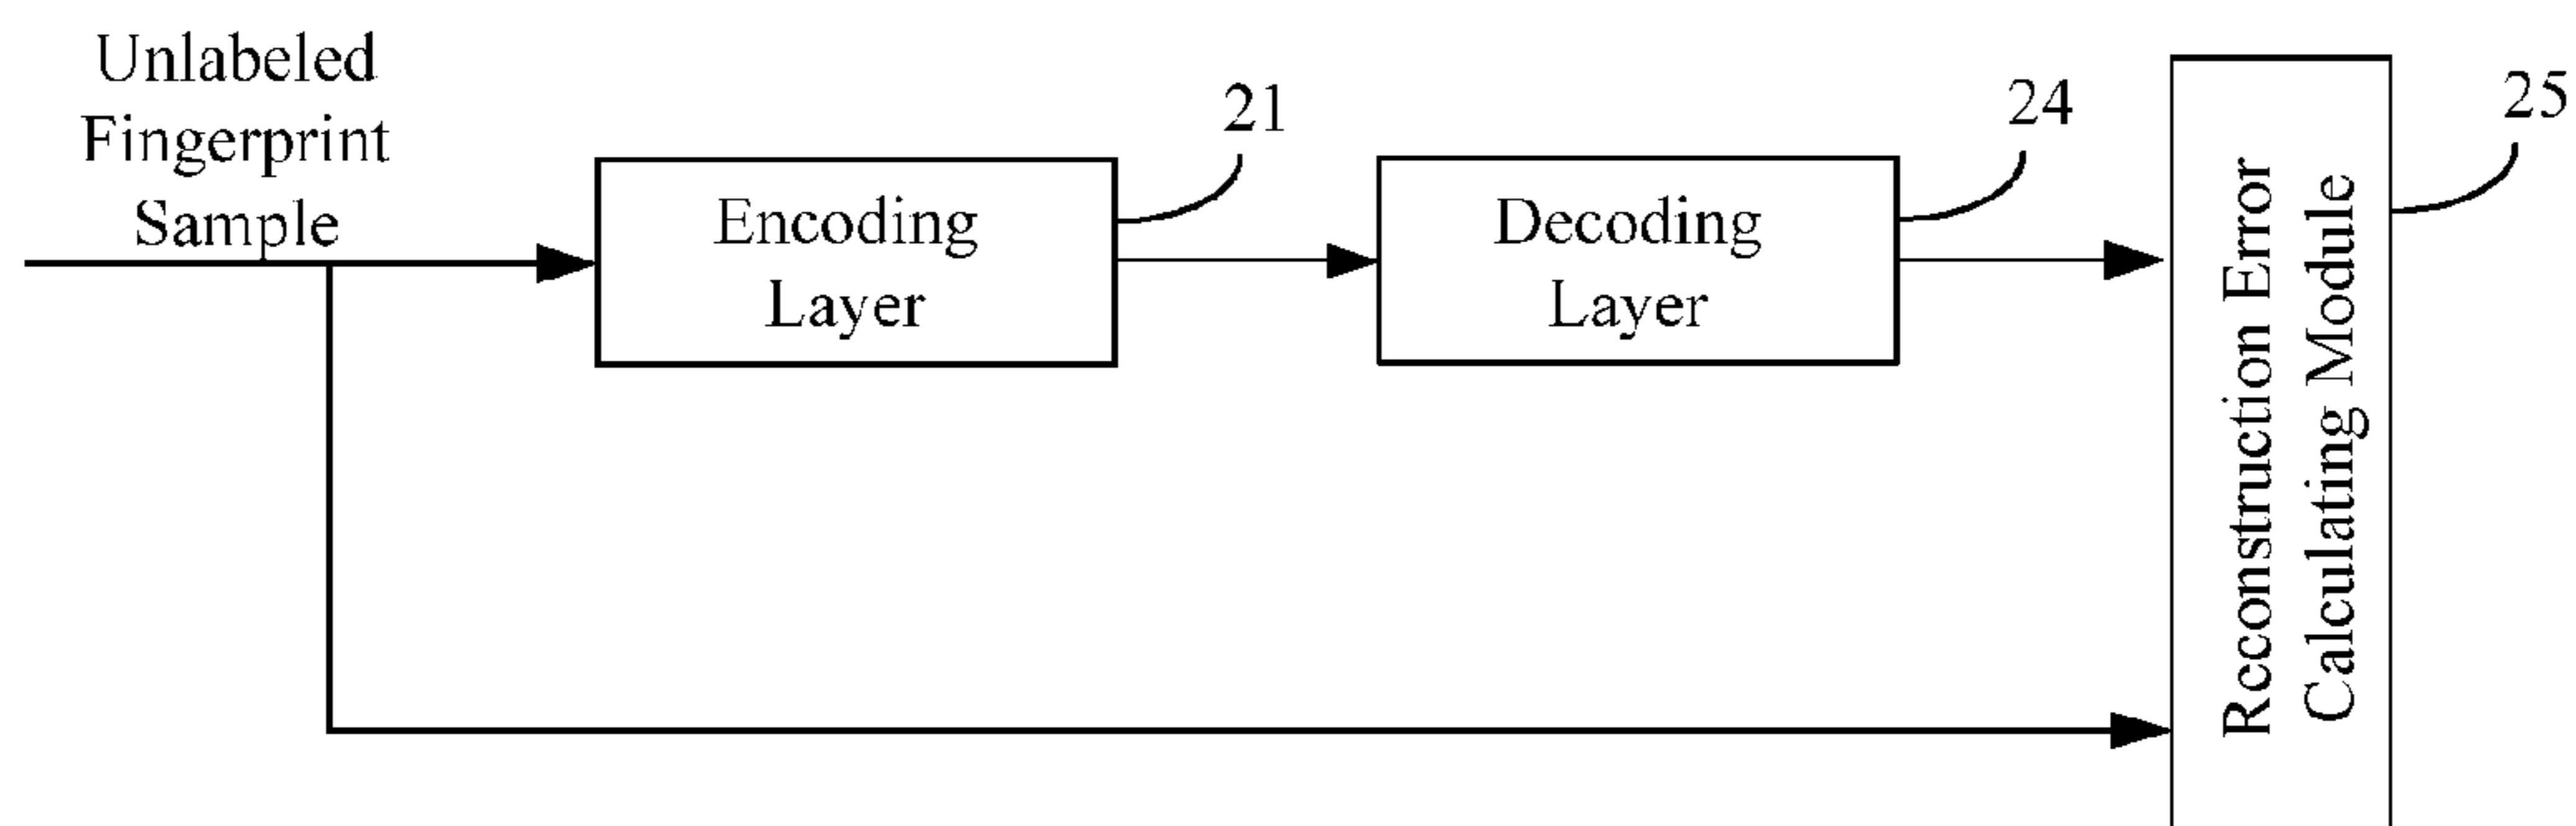 Unlabeled
Fingerprint
Sample
21
Encoding
Layer
24
Decoding
Layer
25
Reconstruction Error
Calculating Module